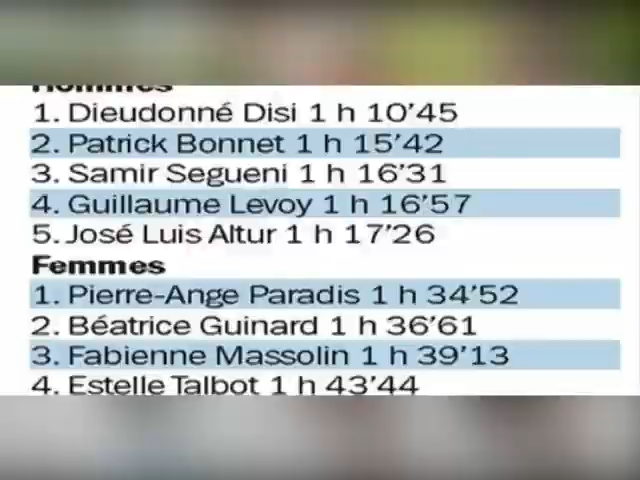 Hommes
1. Dieudonné Disi 1 h 10'45
2. Patrick Bonnet 1 h 15'42
3. Samir Segueni 1 h 16'31
4. Guillaume Levoy 1 h 16'57
5. José Luis Altur 1 h 17'26
Femmes
1. Pierre-Ange Paradis 1 h 34'52
2. Béatrice Guinard 1 h 36'61
3. Fabienne Massolin 1 h 39'13
4. Estelle Talbot 1 h 43'44